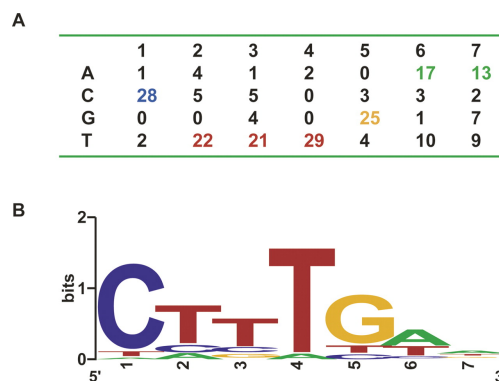 A
1 2 3 4 5 6 7
A 1 4 1 2 0 17 13
C 28 5 5 0 3 3 2
G 0 0 4 0 25 1 7
T 2 22 21 29 4 10 9
B
2
1
0
bits
C T T T G A
5' 1 2 3 4 5 6 7